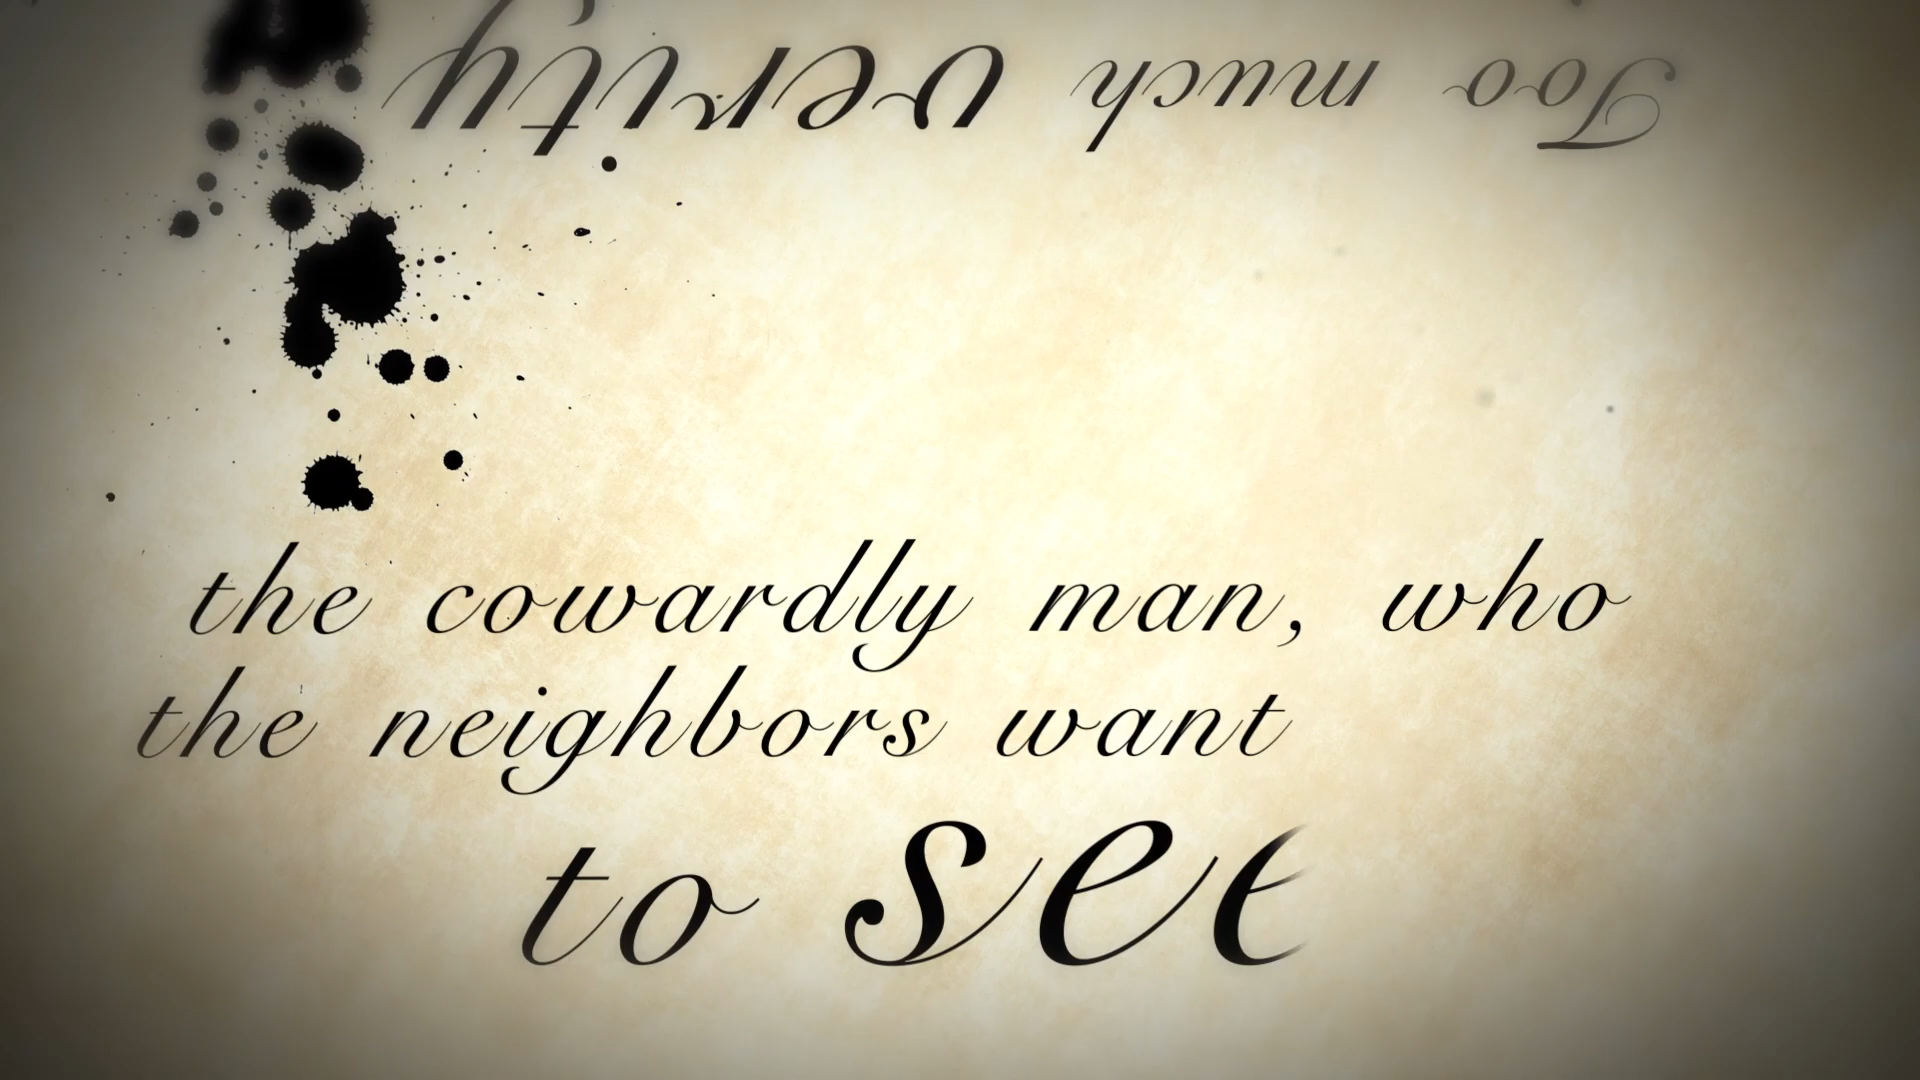 Too much verity
the cowardly man, who
the neighbors want
to see